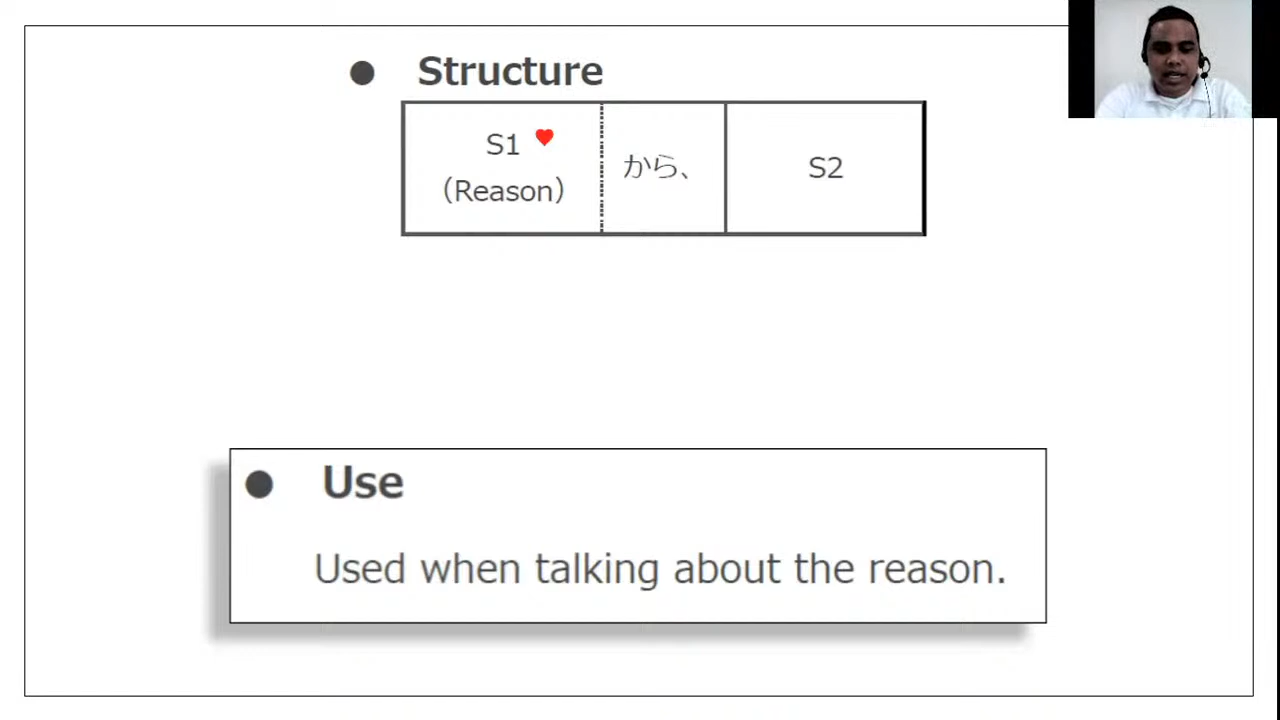 ● Structure
S1
(Reason)
から、
S2
● Use
Used when talking about the reason.